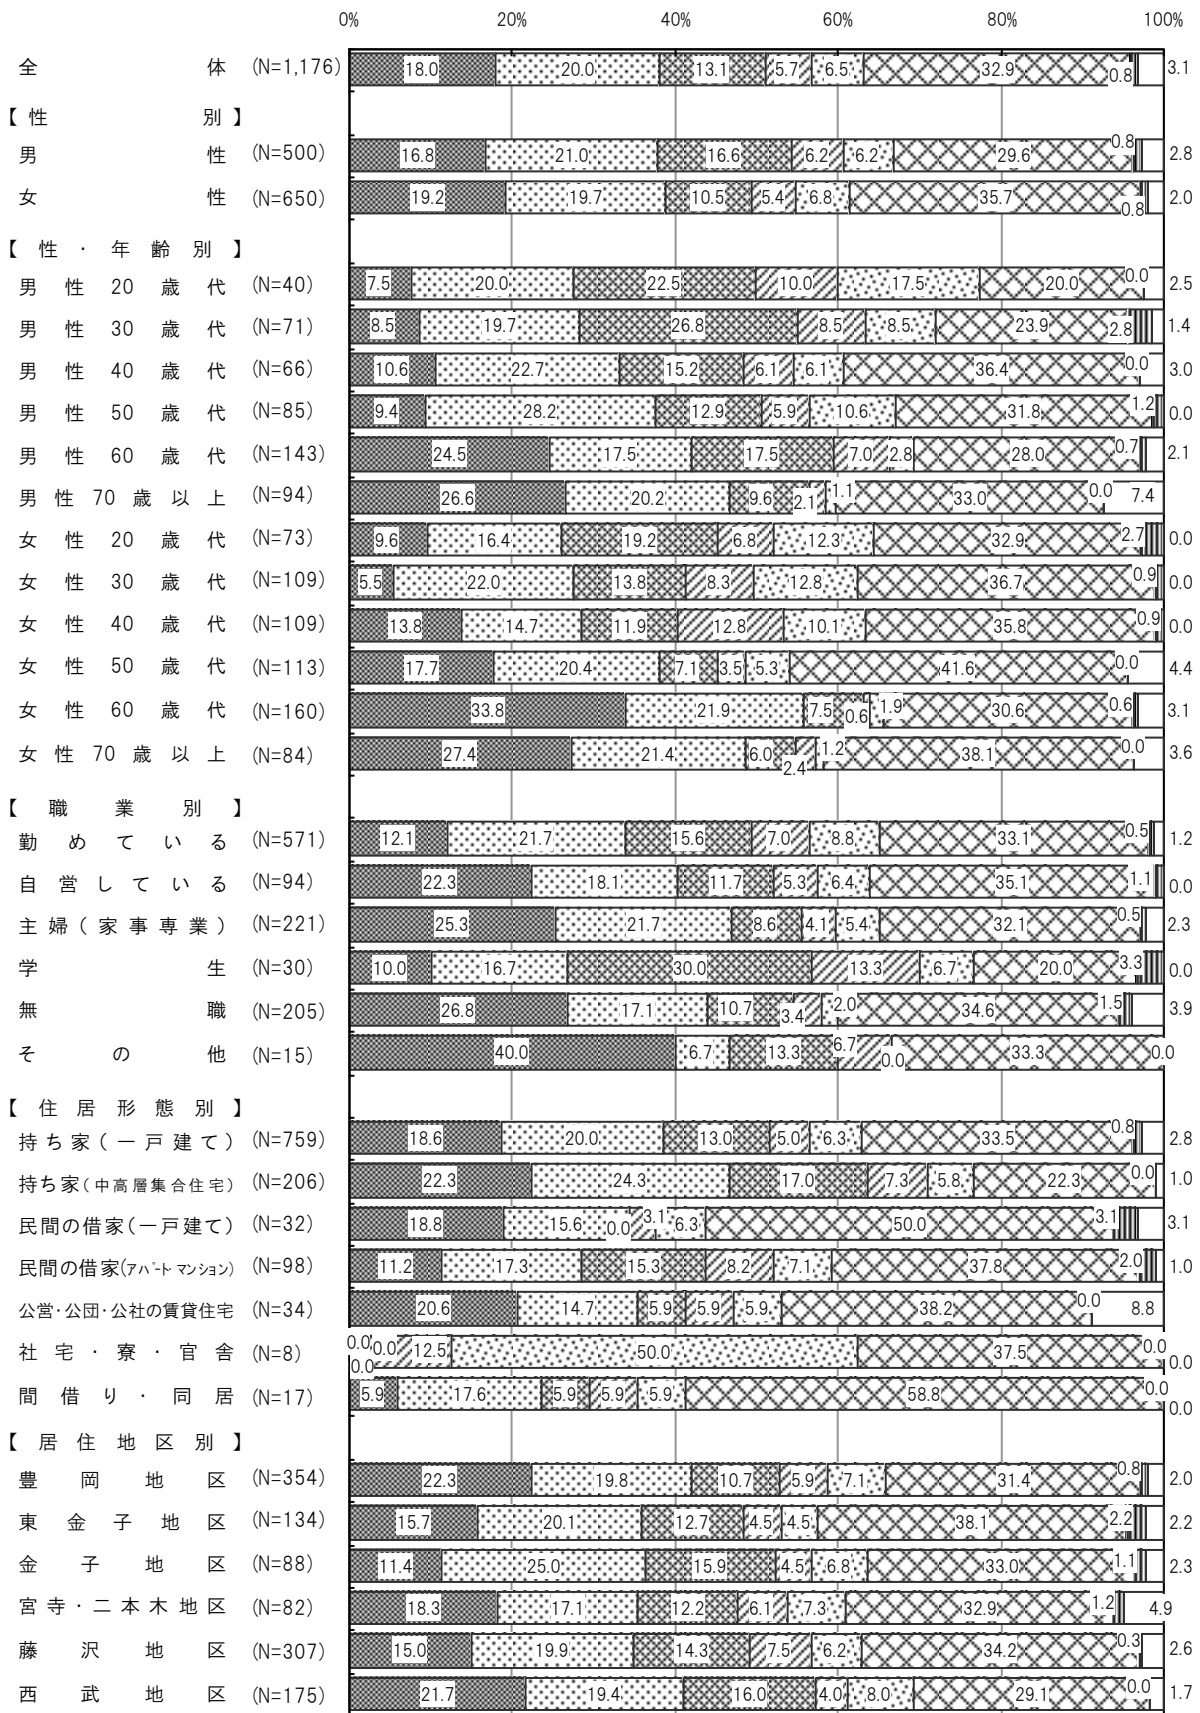 0% 20% 40% 60% 80% 100%
全 体 (N=1,176) 18.0 20.0 13.1 5.7 6.5 32.9 0.8 3.1
【 性 別 】
男 性 (N=500) 16.8 21.0 16.6 6.2 6.2 29.6 0.8 2.8
女 性 (N=650) 19.2 19.7 10.5 5.4 6.8 35.7 0.8 2.0
【 性 ・ 年 齢 別 】
男 性 20 歳 代 (N=40) 7.5 20.0 22.5 10.0 17.5 20.0 0.0 2.5
男 性 30 歳 代 (N=71) 8.5 19.7 26.8 8.5 8.5 23.9 2.8 1.4
男 性 40 歳 代 (N=66) 10.6 22.7 15.2 6.1 6.1 36.4 0.0 3.0
男 性 50 歳 代 (N=85) 9.4 28.2 12.9 5.9 10.6 31.8 1.2 0.0
男 性 60 歳 代 (N=143) 24.5 17.5 17.5 7.0 2.8 28.0 0.7 2.1
男 性 70 歳 以 上 (N=94) 26.6 20.2 9.6 2.1 1.1 33.0 0.0 7.4
女 性 20 歳 代 (N=73) 9.6 16.4 19.2 6.8 12.3 32.9 2.7 0.0
女 性 30 歳 代 (N=109) 5.5 22.0 13.8 8.3 12.8 36.7 0.9 0.0
女 性 40 歳 代 (N=109) 13.8 14.7 11.9 12.8 10.1 35.8 0.9 0.0
女 性 50 歳 代 (N=113) 17.7 20.4 7.1 3.5 5.3 41.6 0.0 4.4
女 性 60 歳 代 (N=160) 33.8 21.9 7.5 0.6 1.9 30.6 0.6 3.1
女 性 70 歳 以 上 (N=84) 27.4 21.4 6.0 2.4 1.2 38.1 0.0 3.6
【 職 業 別 】
勤 め て い る (N=571) 12.1 21.7 15.6 7.0 8.8 33.1 0.5 1.2
自 営 し て い る (N=94) 22.3 18.1 11.7 5.3 6.4 35.1 1.1 0.0
主 婦 ( 家 事 専 業 ) (N=221) 25.3 21.7 8.6 4.1 5.4 32.1 0.5 2.3
学 生 (N=30) 10.0 16.7 30.0 13.3 6.7 20.0 3.3 0.0
無 職 (N=205) 26.8 17.1 10.7 3.4 2.0 34.6 1.5 3.9
そ の 他 (N=15) 40.0 6.7 13.3 6.7 0.0 33.3 0.0
【 住 居 形 態 別 】
持 ち 家 ( 一 戸 建 て ) (N=759) 18.6 20.0 13.0 5.0 6.3 33.5 0.8 2.8
持ち家(中高層集合住宅) (N=206) 22.3 24.3 17.0 7.3 5.8 22.3 0.0 1.0
民間の借家(一戸建て) (N=32) 18.8 15.6 0.0 3.1 6.3 50.0 3.1 3.1
民間の借家(アパートマンション) (N=98) 11.2 17.3 15.3 8.2 7.1 37.8 2.0 1.0
公営・公団・公社の賃貸住宅 (N=34) 20.6 14.7 5.9 5.9 5.9 38.2 0.0 8.8
社 宅 ・ 寮 ・ 官 舎 (N=8) 0.0 0.0 0.0 12.5 50.0 37.5 0.0 0.0
間 借 り ・ 同 居 (N=17) 5.9 17.6 5.9 5.9 5.9 58.8 0.0 0.0
【 居 住 地 区 別 】
豊 岡 地 区 (N=354) 22.3 19.8 10.7 5.9 7.1 31.4 0.8 2.0
東 金 子 地 区 (N=134) 15.7 20.1 12.7 4.5 4.5 38.1 2.2 2.2
金 子 地 区 (N=88) 11.4 25.0 15.9 4.5 6.8 33.0 1.1 2.3
宮 寺 ・ 二 本 木 地 区 (N=82) 18.3 17.1 12.2 6.1 7.3 32.9 1.2 4.9
藤 沢 地 区 (N=307) 15.0 19.9 14.3 7.5 6.2 34.2 0.3 2.6
西 武 地 区 (N=175) 21.7 19.4 16.0 4.0 8.0 29.1 0.0 1.7